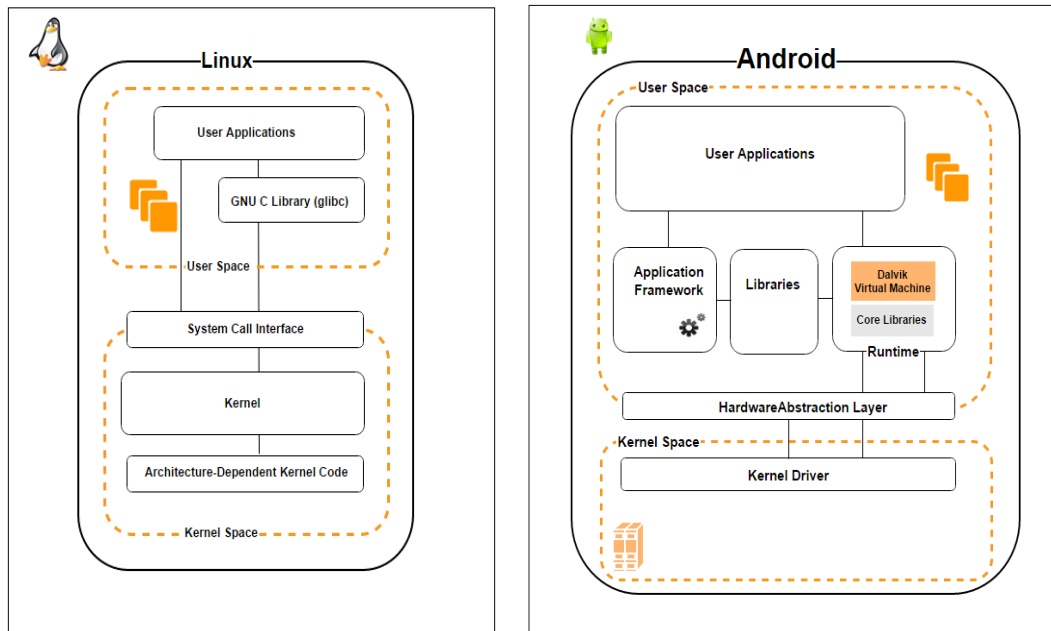 Linux
User Applications
GNU C Library (glibc)
User Space
System Call Interface
Kernel
Architecture-Dependent Kernel Code
Kernel Space
Android
User Space
User Applications
Application
Framework
Libraries
Dalvik
Virtual Machine
Core Libraries
Runtime
HardwareAbstraction Layer
Kernel Space
Kernel Driver